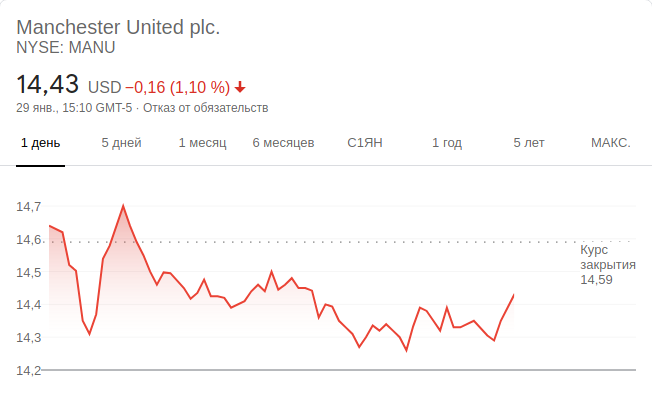 Manchester United plc.
NYSE: MANU
14,43 USD −0,16 (1,10 %)
29 янв., 15:10 GMT-5 · Отказ от обязательств
1 день 5 дней 1 месяц 6 месяцев С1ЯН 1 год 5 лет МАКС.
14,7
14,6
Курс
закрытия
14,59
14,5
14,4
14,3
14,2